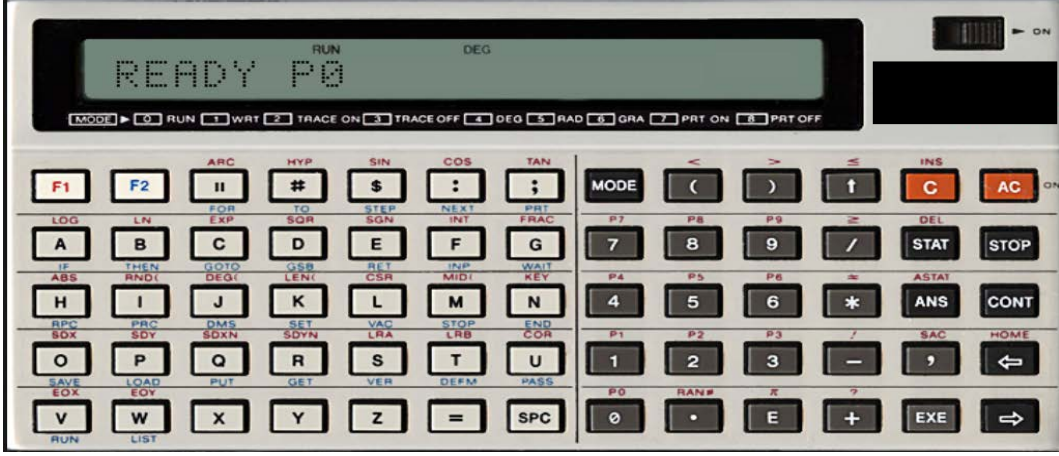 RUN DEG
READY P0
► ON
MODE ► 0 RUN 1 WRT 2 TRACE ON 3 TRACE OFF 4 DEG 5 RAD 6 GRA 7 PRT ON 8 PRT OFF
ARC HYP SIN COS TAN < > ≤ INS
F1 F2 " # $ : ; MODE ( ) ↑ C AC ON
FOR TO STEP NEXT PRT
LOG LN EXP SQR SGN INT FRAC P7 P8 P9 ≥ DEL
A B C D E F G 7 8 9 / STAT STOP
IF THEN GOTO GSB RET INP WAIT
ABS RND( DEG( LEN( CSR MID( KEY P4 P5 P6 ≠ ASTAT
H I J K L M N 4 5 6 * ANS CONT
RPC PRC DMS SET VAC STOP END
SDX SDY SDXN SDYN LRA LRB COR P1 P2 P3 ! SAC HOME
O P Q R S T U 1 2 3 − , ⇦
SAVE LOAD PUT GET VER DEFM PASS
EOX EOY P0 RAN# π ?
V W X Y Z = SPC 0 • E + EXE ⇨
RUN LIST